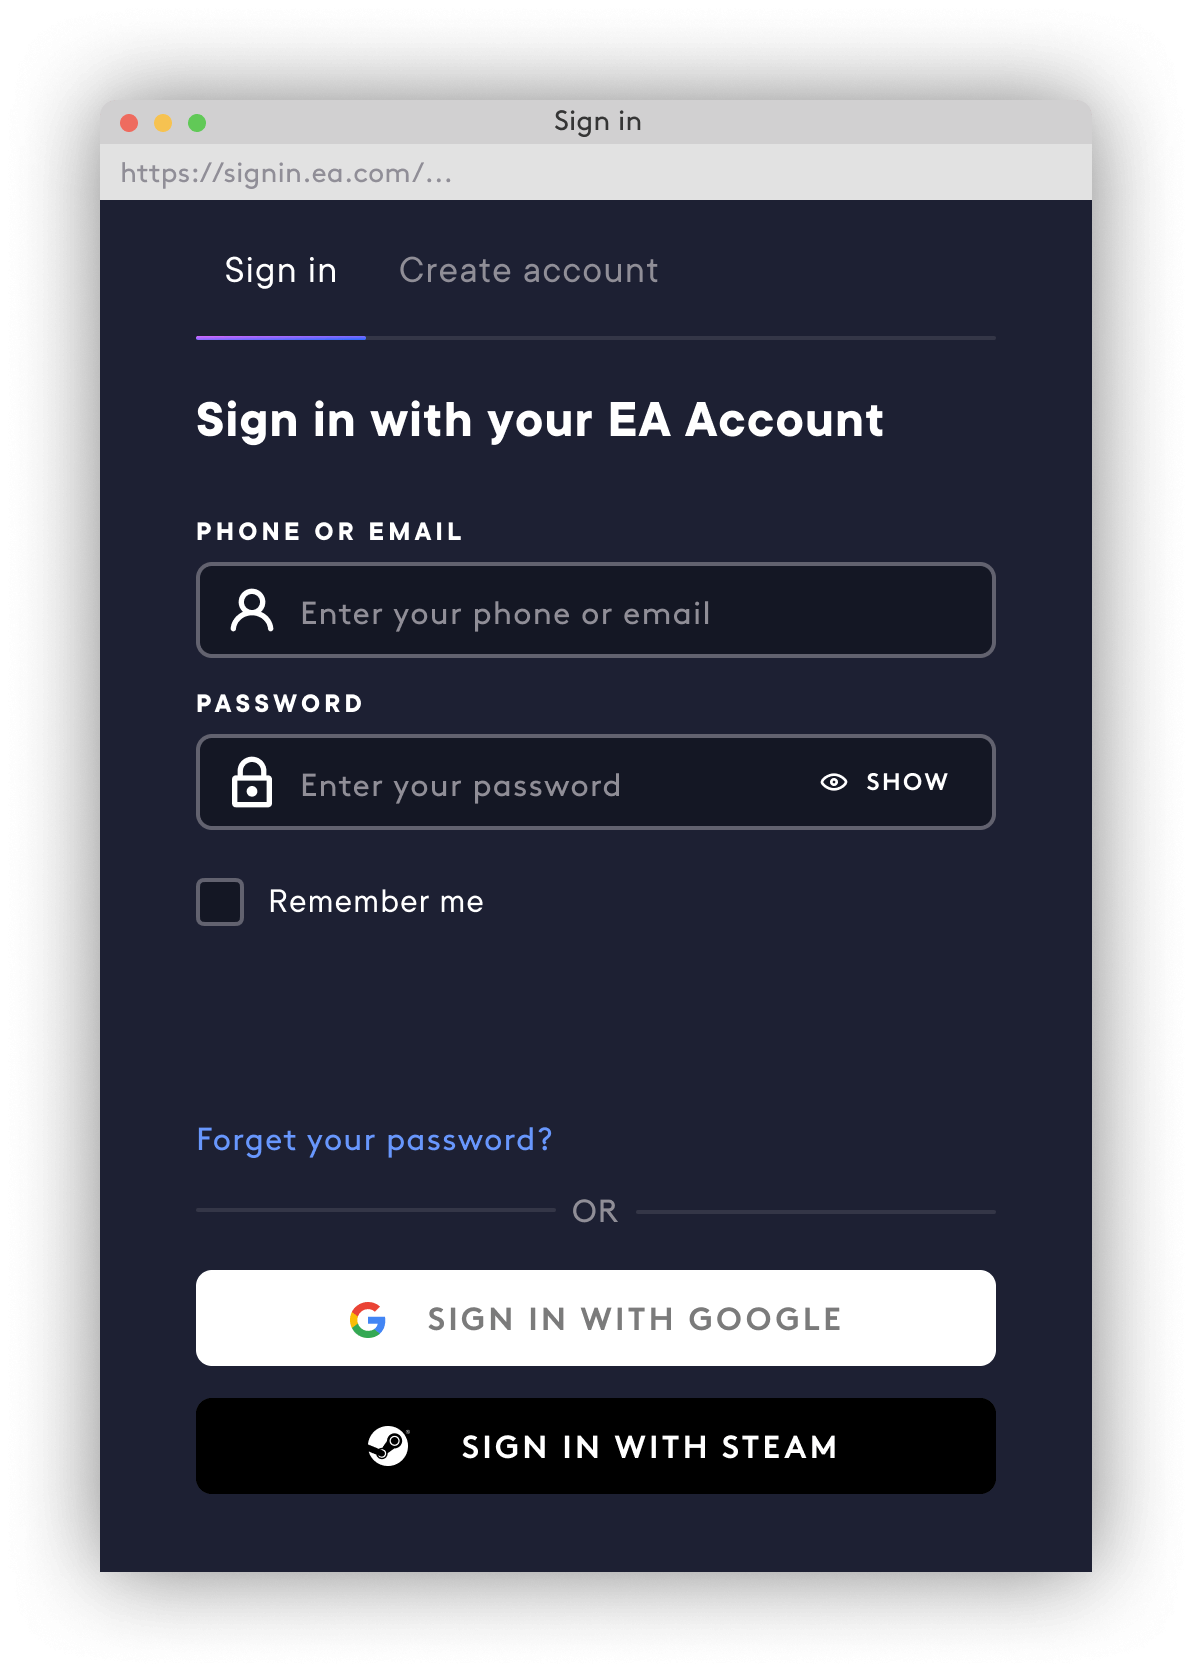 Sign in
https://signin.ea.com/...
Sign in Create account
Sign in with your EA Account
PHONE OR EMAIL
Enter your phone or email
PASSWORD
Enter your password SHOW
Remember me
Forget your password?
OR
SIGN IN WITH GOOGLE
SIGN IN WITH STEAM